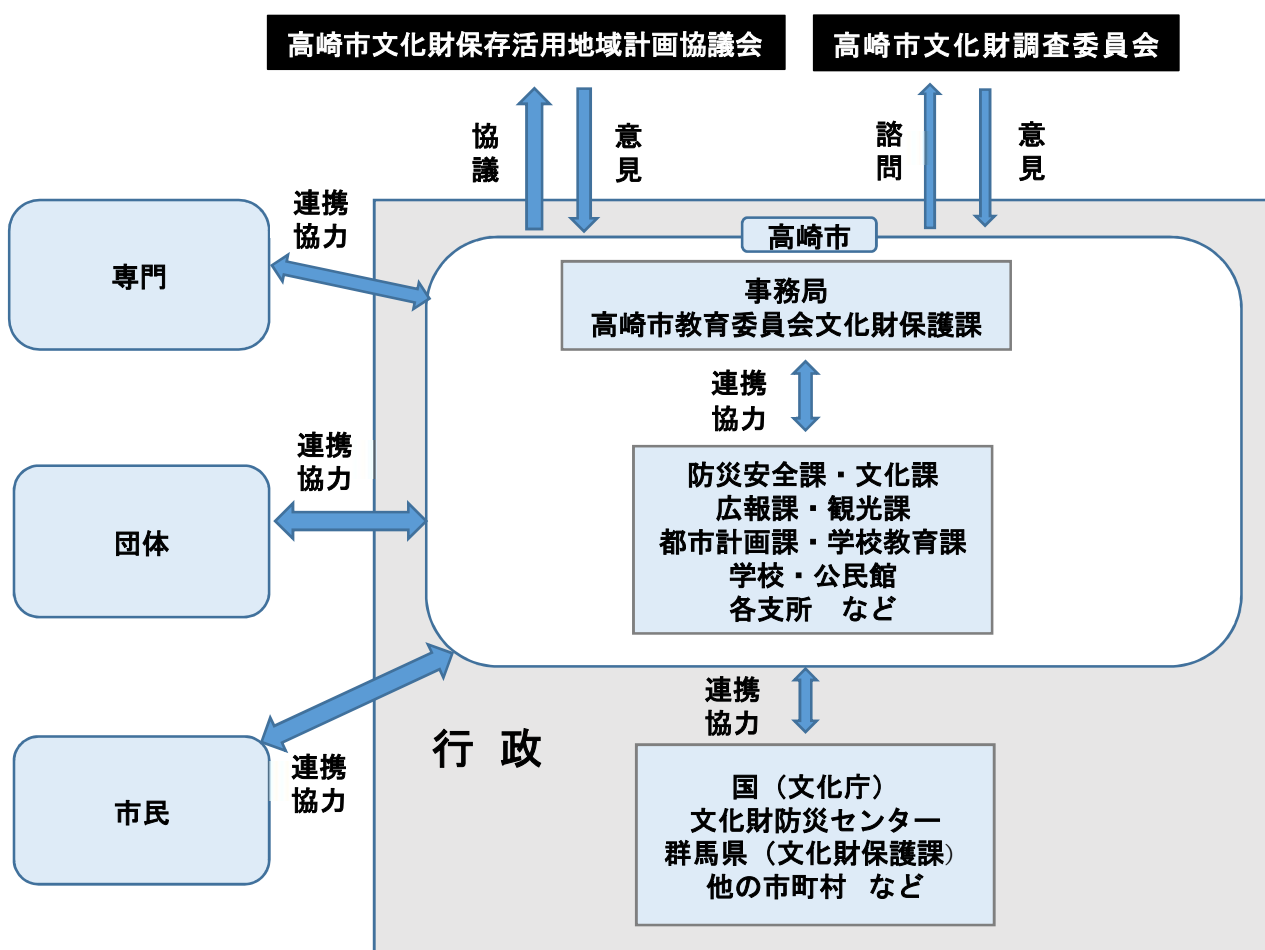 高崎市文化財保存活用地域計画協議会
高崎市文化財調査委員会
協議
意見
諮問
意見
連携
協力
専門
高崎市
事務局
高崎市教育委員会文化財保護課
連携
協力
連携
協力
団体
防災安全課・文化課
広報課・観光課
都市計画課・学校教育課
学校・公民館
各支所　など
連携
協力
行 政
連携
協力
市民
国（文化庁）
文化財防災センター
群馬県（文化財保護課）
他の市町村　など